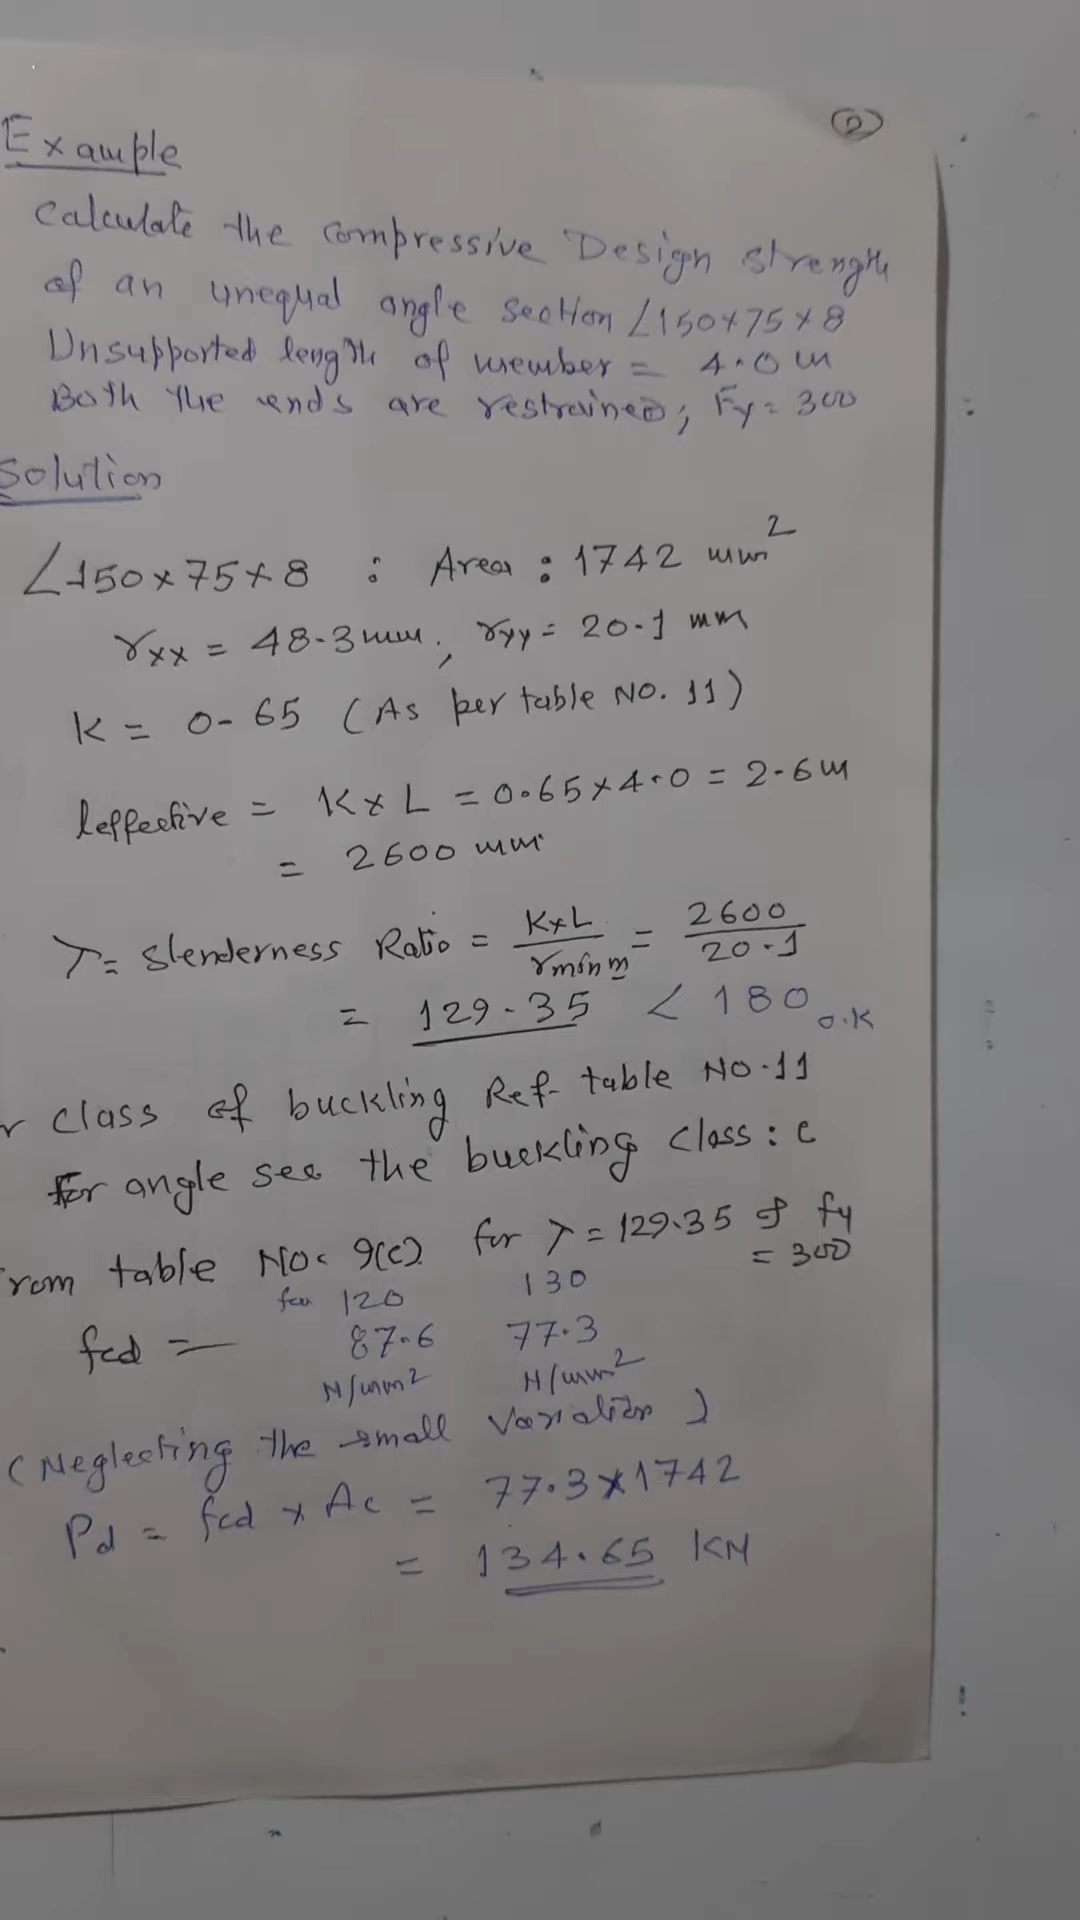 ②
Example
Calculate the compressive Design strength
of an unequal angle section ∠150×75×8
Unsupported length of member = 4.0 m
Both the ends are restrained; Fy = 300
Solution
∠150×75×8 : Area : 1742 mm²
rxx = 48.3 mm, ryy = 20.1 mm
K = 0.65 (As per table NO. 11)
leffective = K×L = 0.65×4.0 = 2.6 m
= 2600 mm
λ = Slenderness Ratio = K×L / rminm = 2600 / 20.1
= 129.35 < 180 O.K
r class of buckling Ref. table NO.11
For angle see the buckling class : c
rom table NO. 9(c) for λ = 129.35 & fy = 300
for 120 130
fcd = 87.6 77.3
N/mm² N/mm²
(Neglecting the small variation)
Pd = fcd × Ac = 77.3×1742
= 134.65 KN